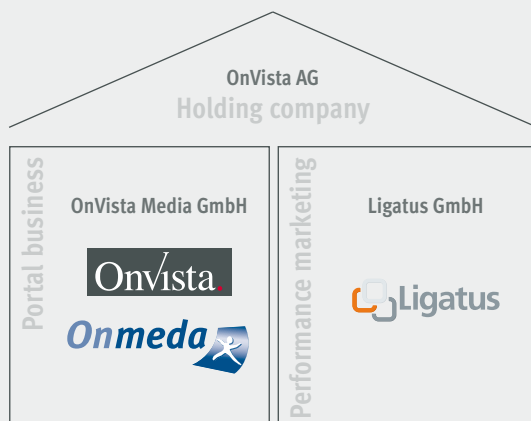 OnVista AG
Holding company
Portal business
OnVista Media GmbH
Onvista.
Onmeda
Performance marketing
Ligatus GmbH
Ligatus